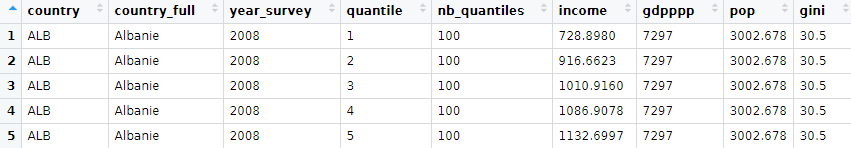 country country_full year_survey quantile nb_quantiles income gdpppp pop gini
1 ALB Albanie 2008 1 100 728.8980 7297 3002.678 30.5
2 ALB Albanie 2008 2 100 916.6623 7297 3002.678 30.5
3 ALB Albanie 2008 3 100 1010.9160 7297 3002.678 30.5
4 ALB Albanie 2008 4 100 1086.9078 7297 3002.678 30.5
5 ALB Albanie 2008 5 100 1132.6997 7297 3002.678 30.5